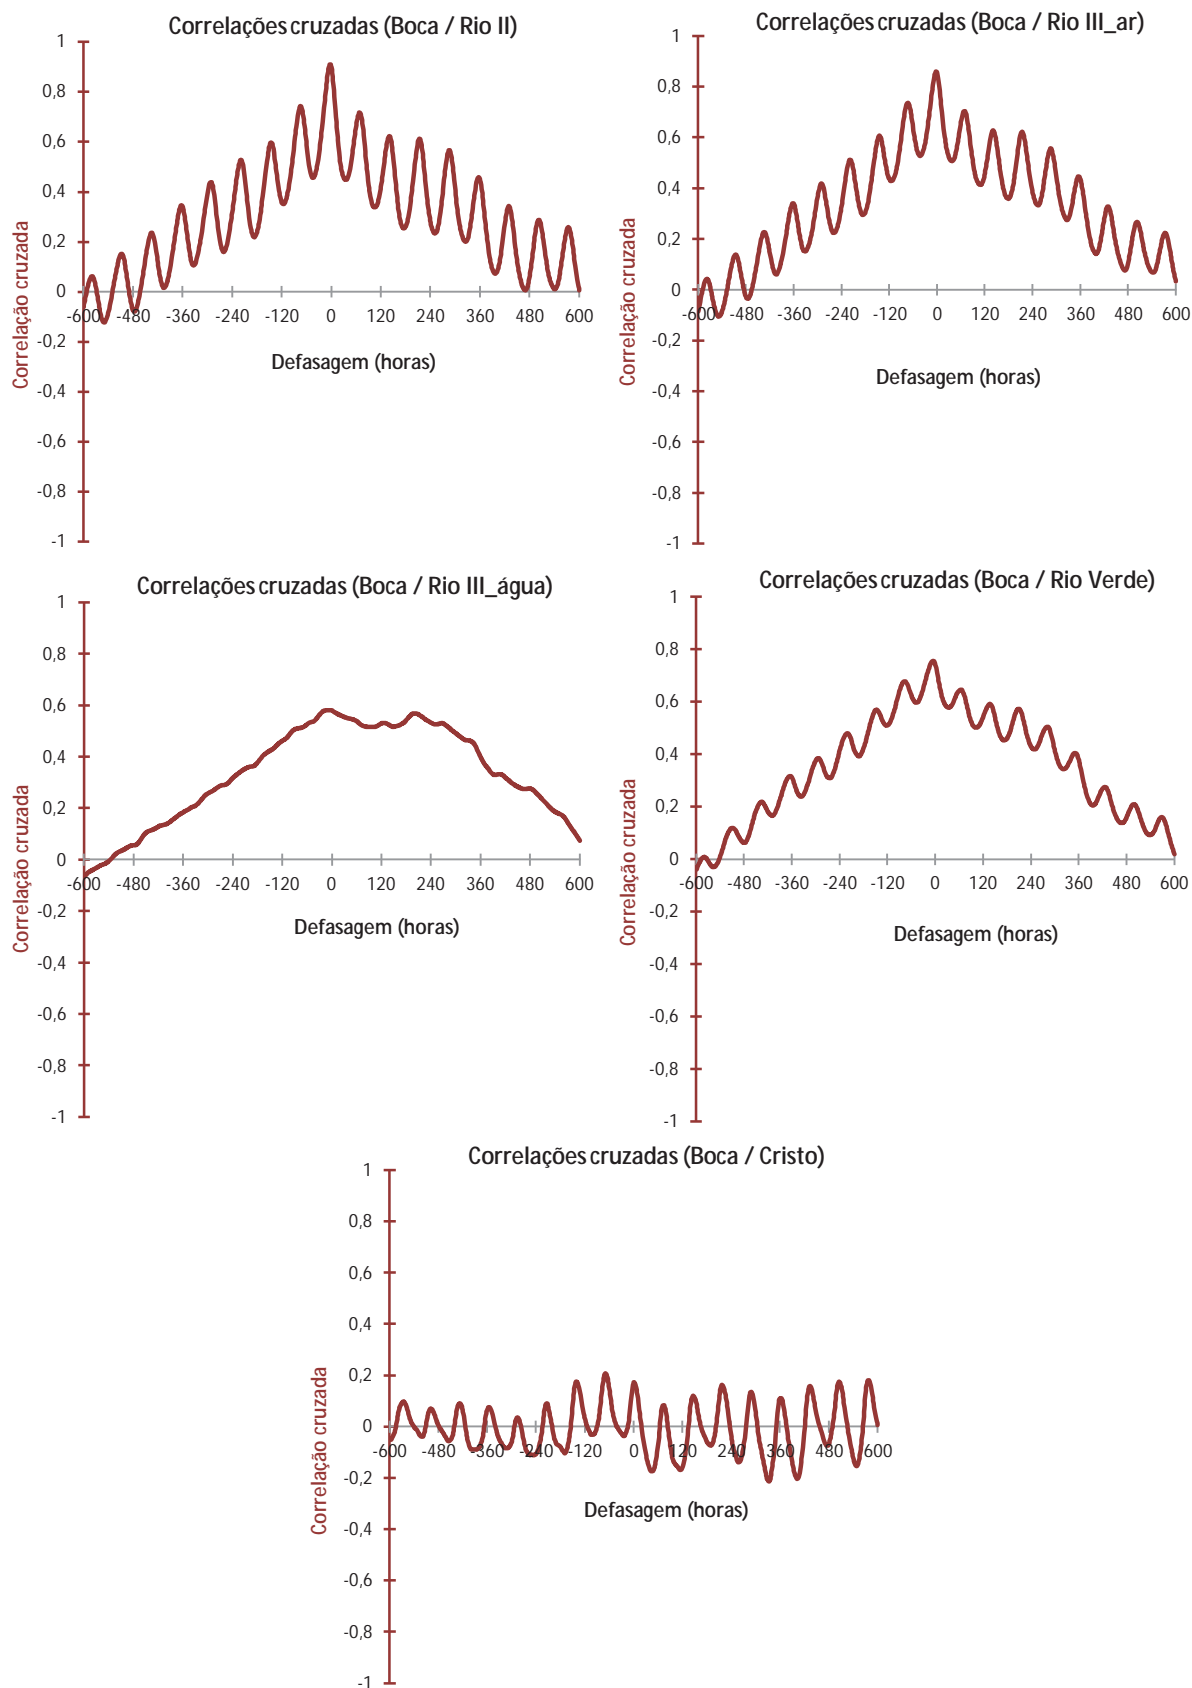 Correlações cruzadas (Boca / Rio II)
1
0,8
0,6
0,4
0,2
0
-0,2
-0,4
-0,6
-0,8
-1
-600 -480 -360 -240 -120 0 120 240 360 480 600
Correlação cruzada
Defasagem (horas)
Correlações cruzadas (Boca / Rio III_ar)
1
0,8
0,6
0,4
0,2
0
-0,2
-0,4
-0,6
-0,8
-1
-600 -480 -360 -240 -120 0 120 240 360 480 600
Correlação cruzada
Defasagem (horas)
Correlações cruzadas (Boca / Rio III_água)
1
0,8
0,6
0,4
0,2
0
-0,2
-0,4
-0,6
-0,8
-1
-600 -480 -360 -240 -120 0 120 240 360 480 600
Correlação cruzada
Defasagem (horas)
Correlações cruzadas (Boca / Rio Verde)
1
0,8
0,6
0,4
0,2
0
-0,2
-0,4
-0,6
-0,8
-1
-600 -480 -360 -240 -120 0 120 240 360 480 600
Correlação cruzada
Defasagem (horas)
Correlações cruzadas (Boca / Cristo)
1
0,8
0,6
0,4
0,2
0
-0,2
-0,4
-0,6
-0,8
-1
-600 -480 -360 -240 -120 0 120 240 360 480 600
Correlação cruzada
Defasagem (horas)